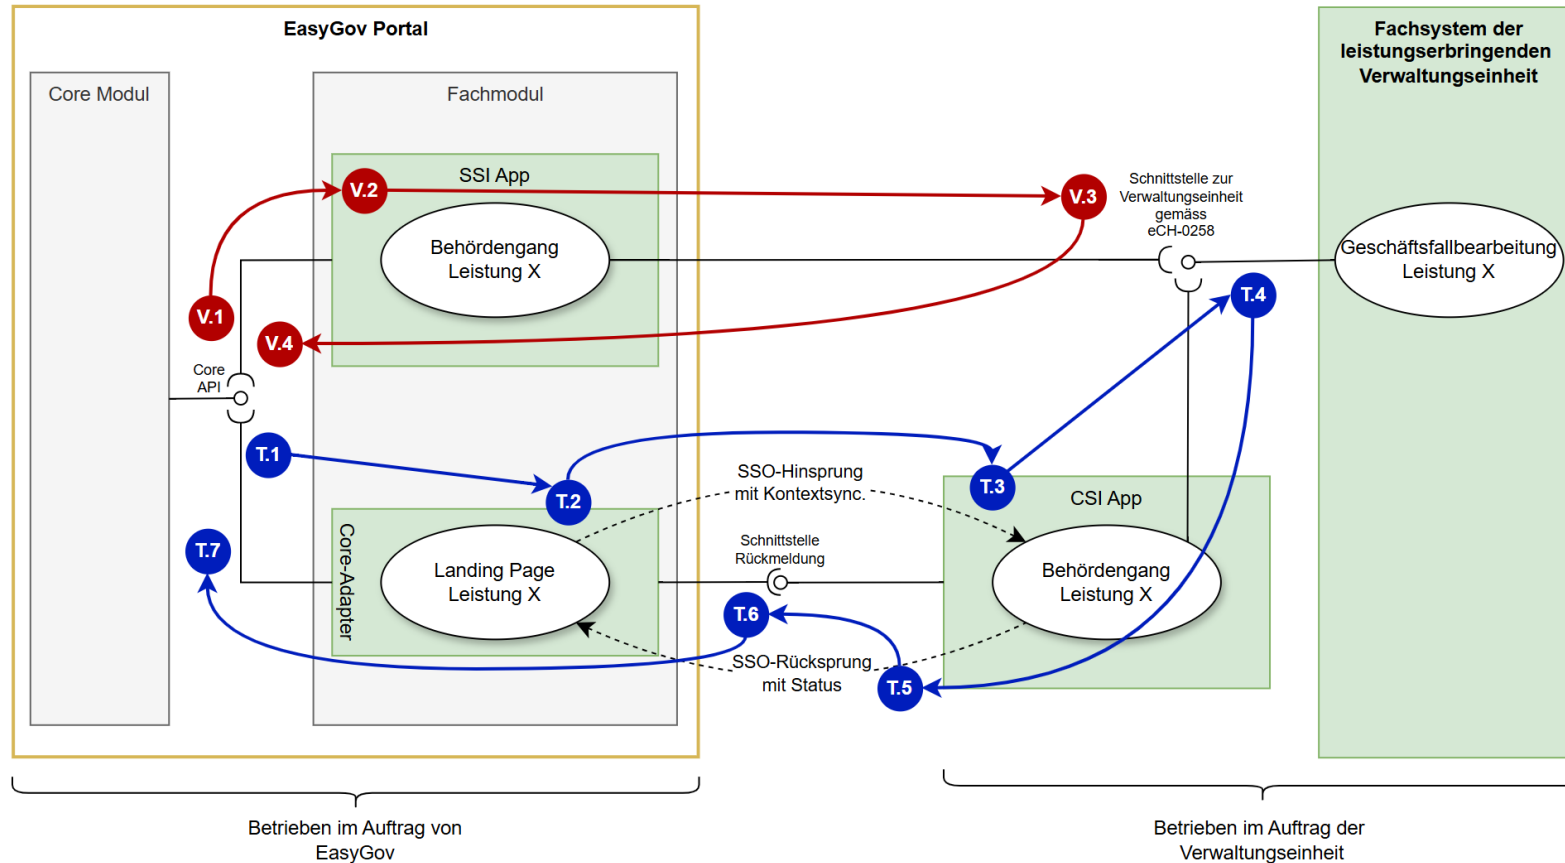 EasyGov Portal
Fachsystem der
leistungserbringenden
Verwaltungseinheit
Core Modul
Fachmodul
SSI App
V.2
V.3
Schnittstelle zur
Verwaltungseinheit
gemäss
eCH-0258
Behördengang
Leistung X
Geschäftsfallbearbeitung
Leistung X
V.1
V.4
T.4
Core
API
T.1
T.2
SSO-Hinsprung
mit Kontextsync.
T.3
CSI App
T.7
Core-Adapter
Landing Page
Leistung X
Schnittstelle
Rückmeldung
Behördengang
Leistung X
T.6
SSO-Rücksprung
mit Status
T.5
Betrieben im Auftrag von
EasyGov
Betrieben im Auftrag der
Verwaltungseinheit